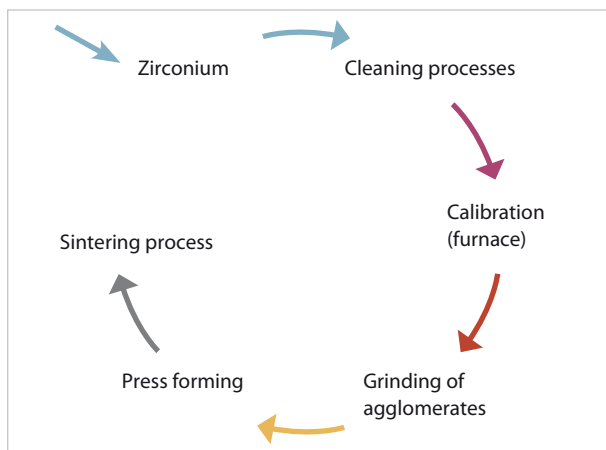 Zirconium
Cleaning processes
Calibration
(furnace)
Grinding of
agglomerates
Press forming
Sintering process